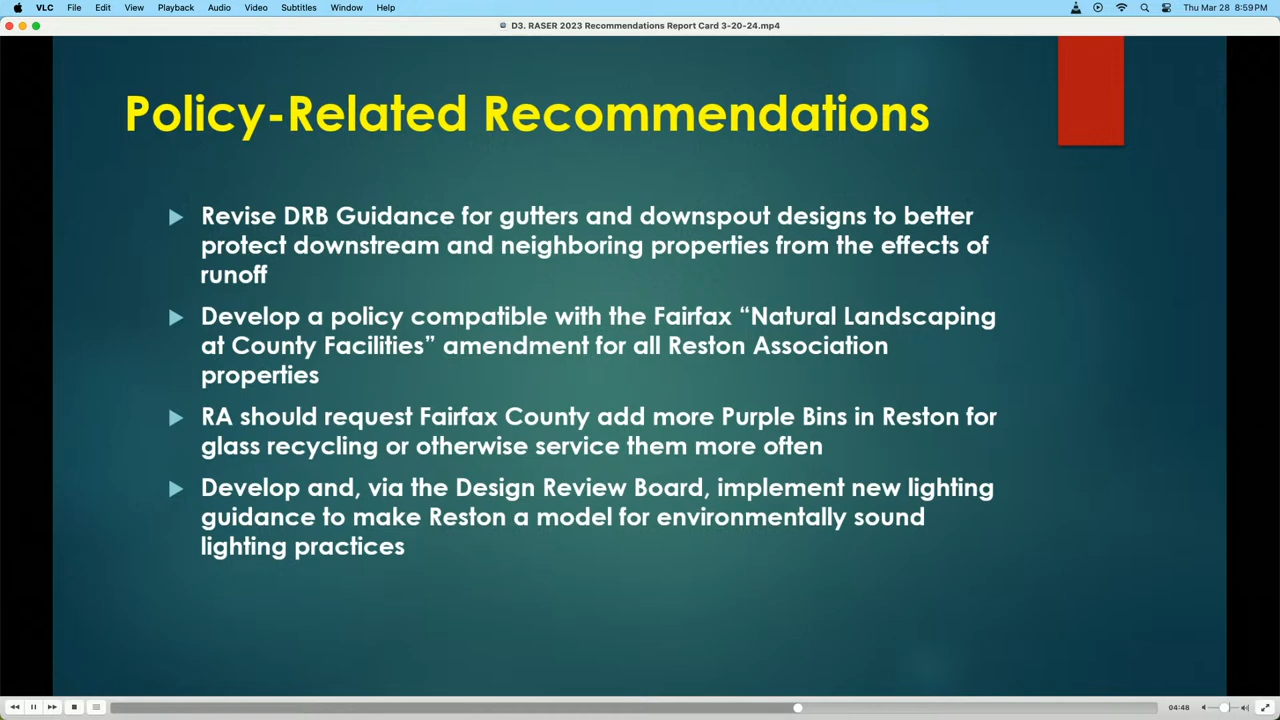 VLC File Edit View Playback Audio Video Subtitles Window Help Thu Mar 28 8:59 PM
D3. RASER 2023 Recommendations Report Card 3-20-24.mp4
Policy-Related Recommendations
Revise DRB Guidance for gutters and downspout designs to better
protect downstream and neighboring properties from the effects of
runoff
Develop a policy compatible with the Fairfax “Natural Landscaping
at County Facilities” amendment for all Reston Association
properties
RA should request Fairfax County add more Purple Bins in Reston for
glass recycling or otherwise service them more often
Develop and, via the Design Review Board, implement new lighting
guidance to make Reston a model for environmentally sound
lighting practices
04:48